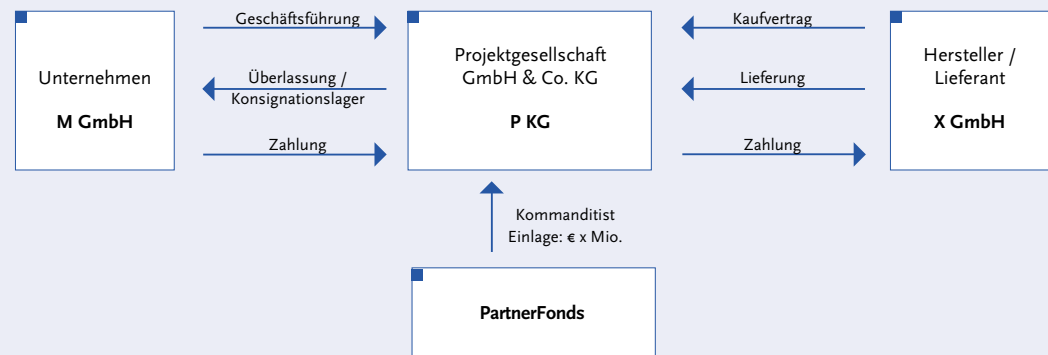 Geschäftsführung
Kaufvertrag
Unternehmen
M GmbH
Überlassung /
Konsignationslager
Zahlung
Projektgesellschaft
GmbH & Co. KG
P KG
Lieferung
Zahlung
Hersteller /
Lieferant
X GmbH
Kommanditist
Einlage: € x Mio.
PartnerFonds